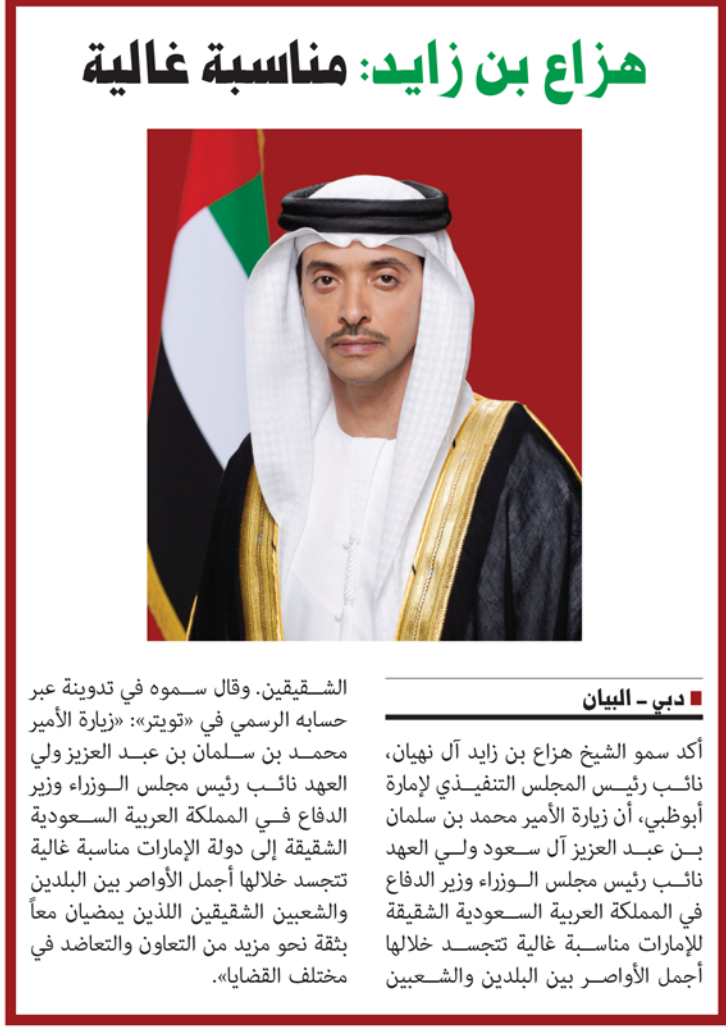 هزاع بن زايد: مناسبة غالية
دبي - البيان
أكد سمو الشيخ هزاع بن زايد آل نهيان،
نائب رئيس المجلس التنفيذي لإمارة
أبوظبي، أن زيارة الأمير محمد بن سلمان
بن عبد العزيز آل سعود ولي العهد
نائب رئيس مجلس الوزراء وزير الدفاع
في المملكة العربية السعودية الشقيقة
للإمارات مناسبة غالية تتجسد خلالها
أجمل الأواصر بين البلدين والشعبين
الشقيقين. وقال سموه في تدوينة عبر
حسابه الرسمي في «تويتر»: «زيارة الأمير
محمد بن سلمان بن عبد العزيز ولي
العهد نائب رئيس مجلس الوزراء وزير
الدفاع في المملكة العربية السعودية
الشقيقة إلى دولة الإمارات مناسبة غالية
تتجسد خلالها أجمل الأواصر بين البلدين
والشعبين الشقيقين اللذين يمضيان معاً
بثقة نحو مزيد من التعاون والتعاضد في
مختلف القضايا».